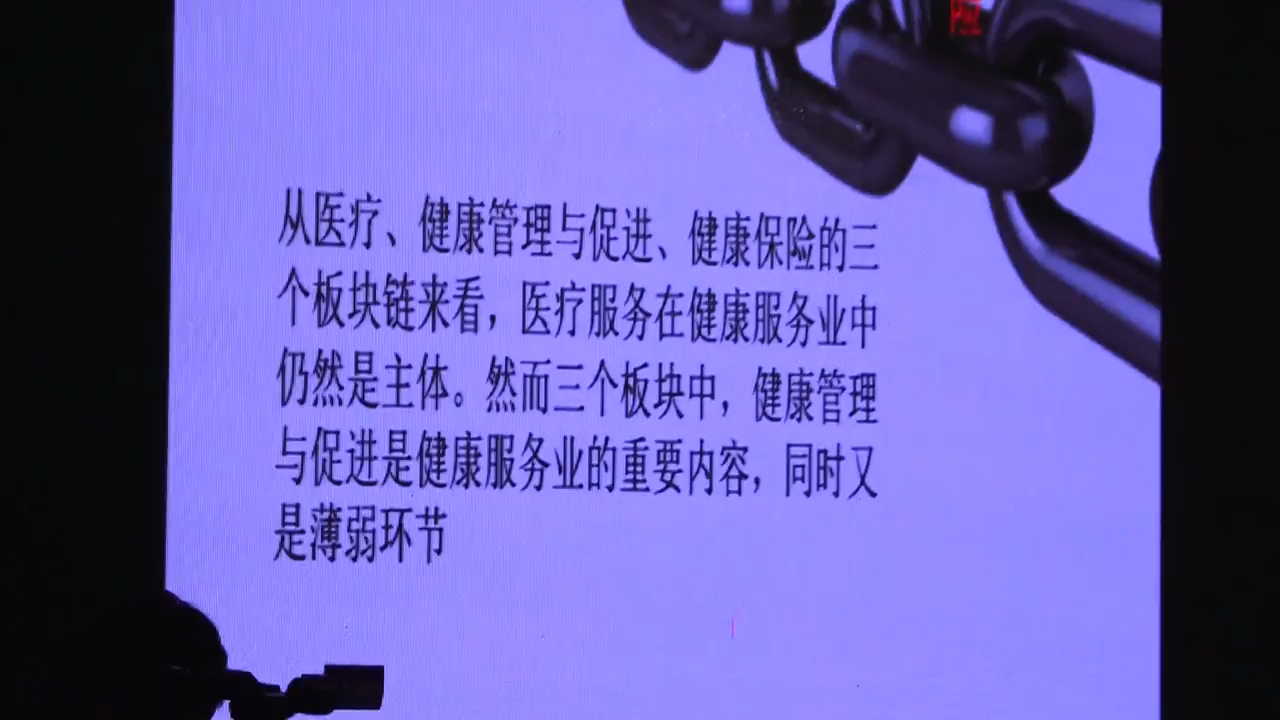 险
从医疗、健康管理与促进、健康保险的三
个板块链来看，医疗服务在健康服务业中
仍然是主体。然而三个板块中，健康管理
与促进是健康服务业的重要内容，同时又
是薄弱环节